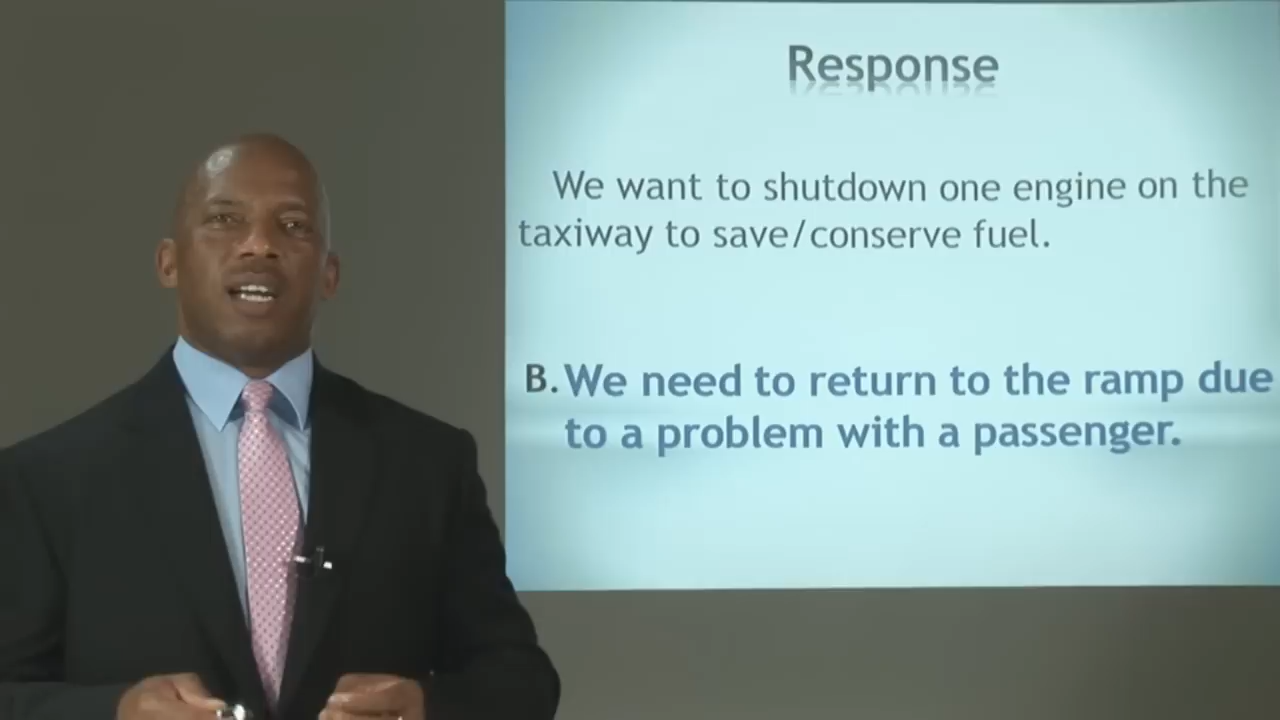 Response
We want to shutdown one engine on the
taxiway to save/conserve fuel.
B. We need to return to the ramp due
to a problem with a passenger.